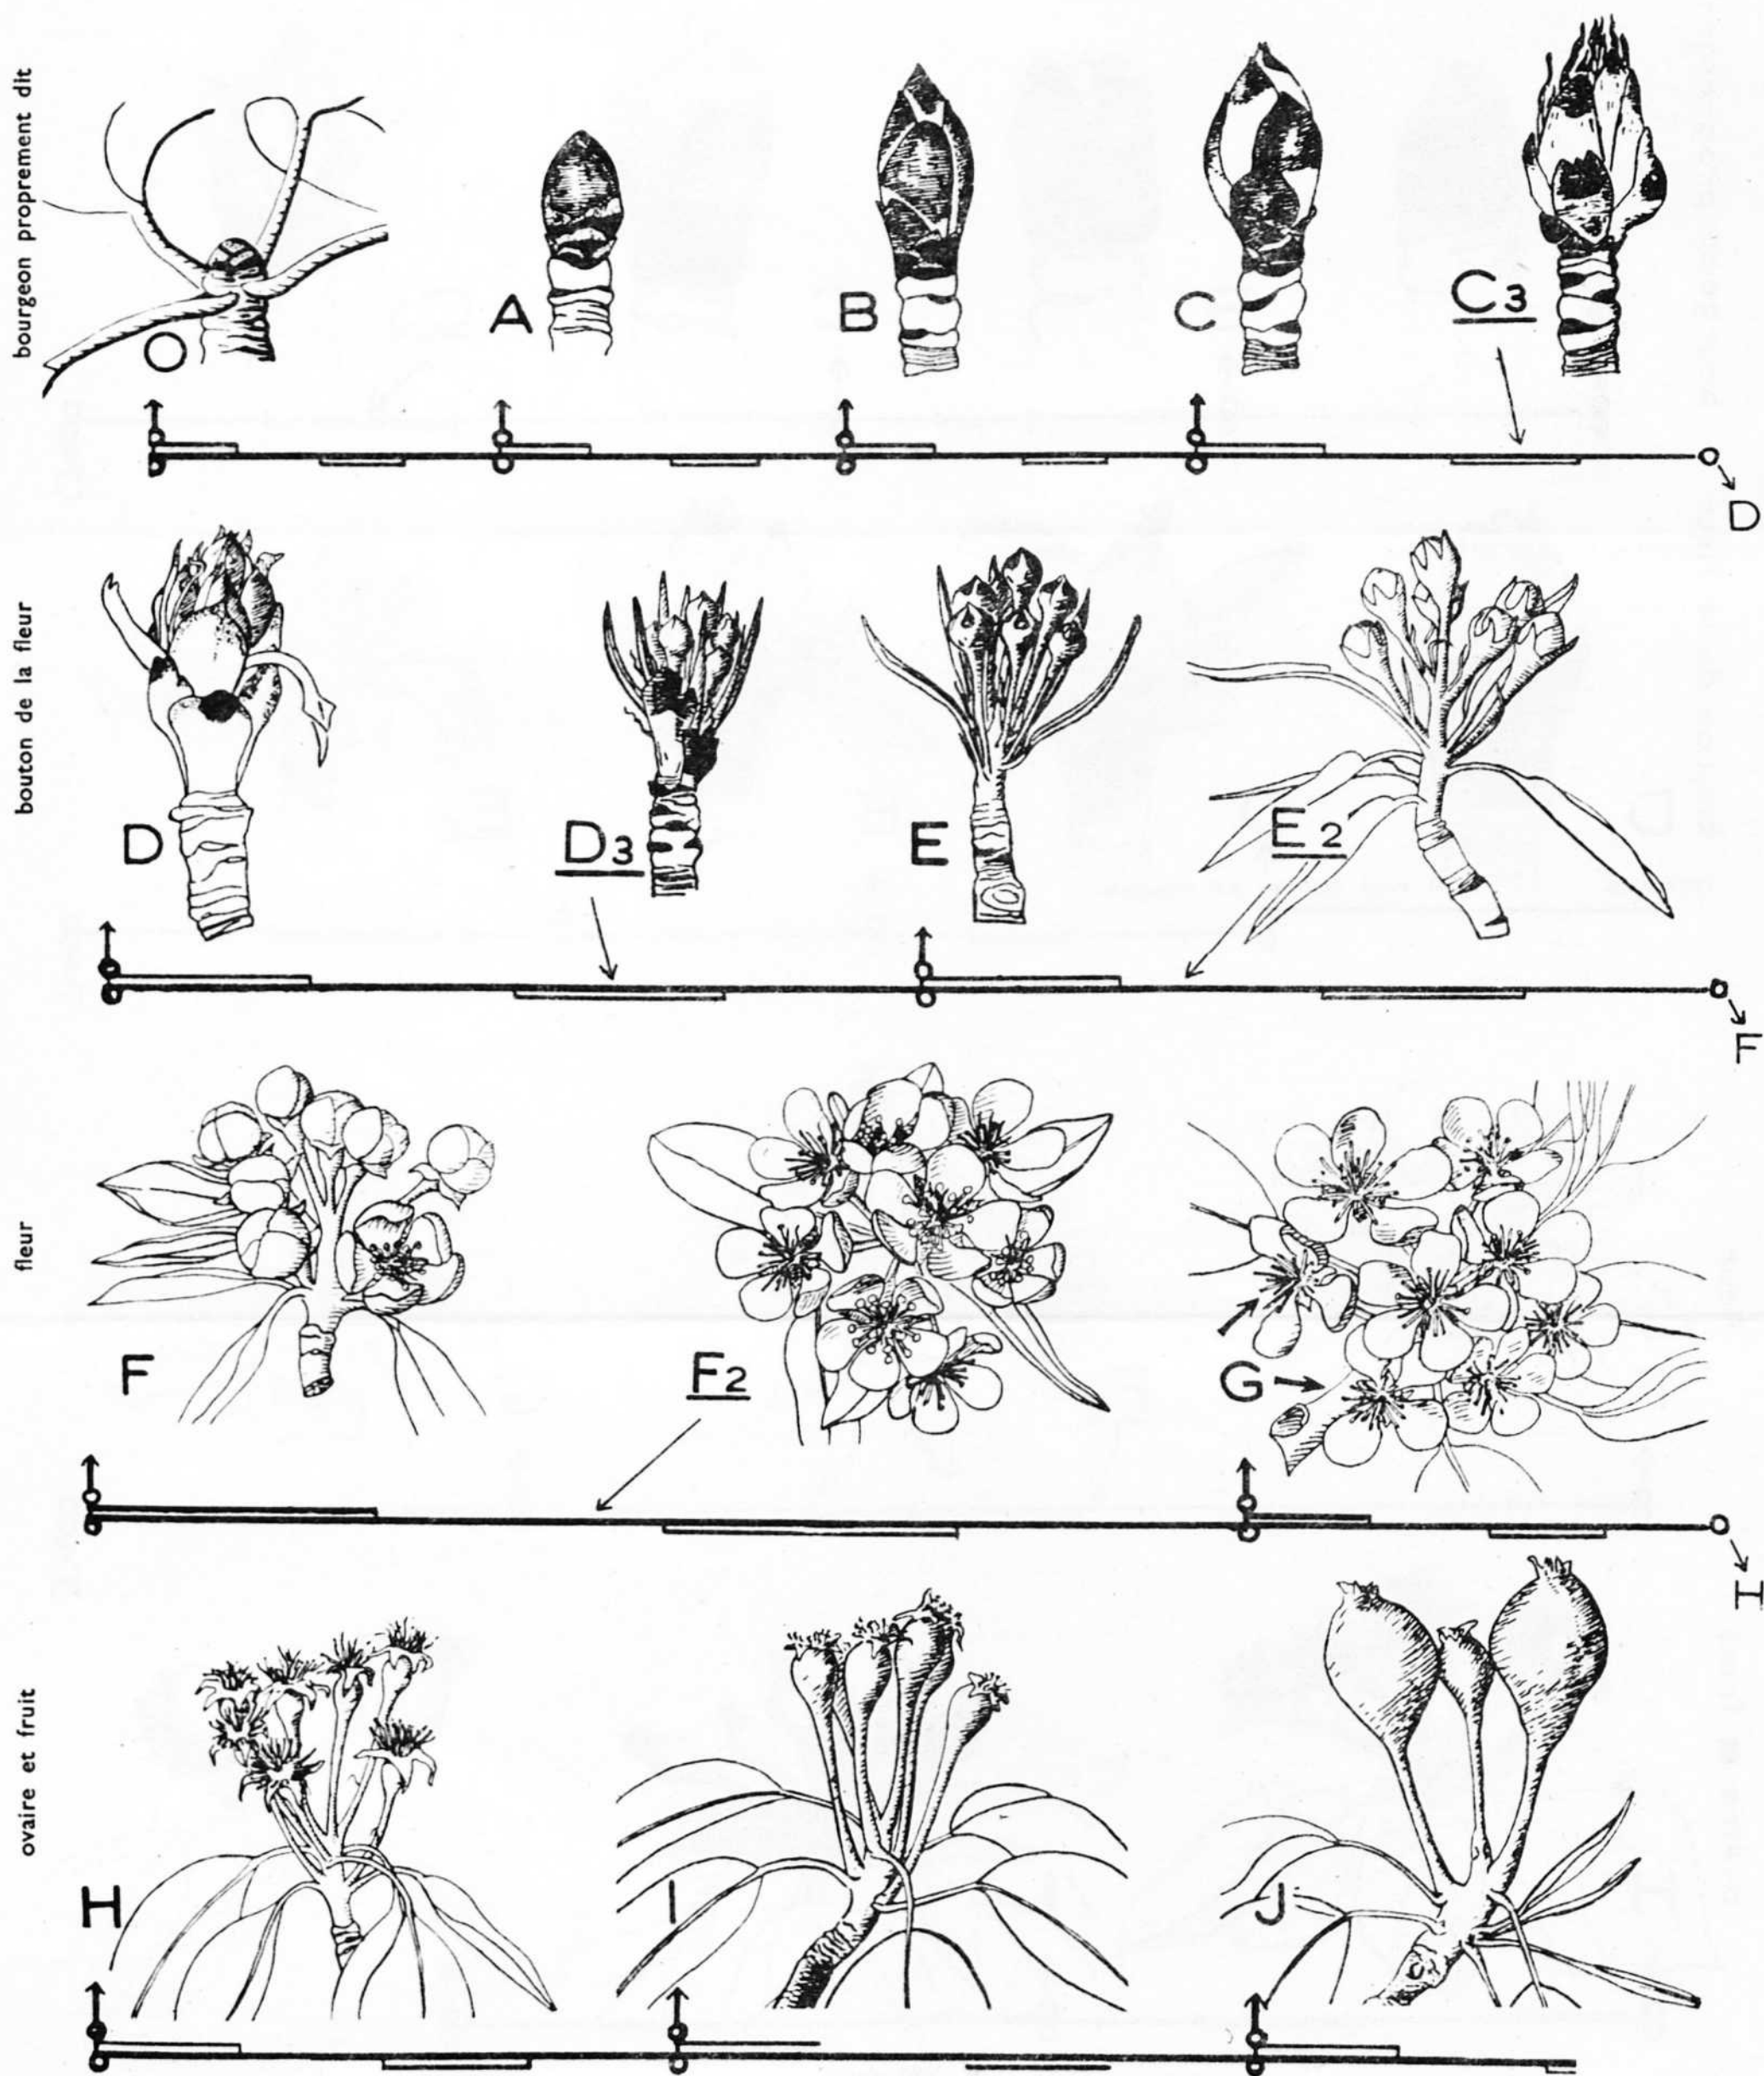 bourgeon proprement dit
O
A
B
C
C3
D
bouton de la fleur
D
D3
E
E2
F
fleur
F
F2
G
H
ovaire et fruit
H
I
J